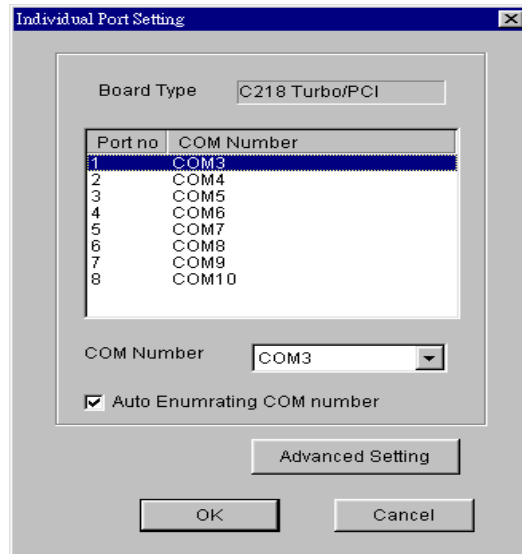 Individual Port Setting
Board Type C218 Turbo/PCI
Port no COM Number
1 COM3
2 COM4
3 COM5
4 COM6
5 COM7
6 COM8
7 COM9
8 COM10
COM Number COM3
Auto Enumrating COM number
Advanced Setting
OK Cancel